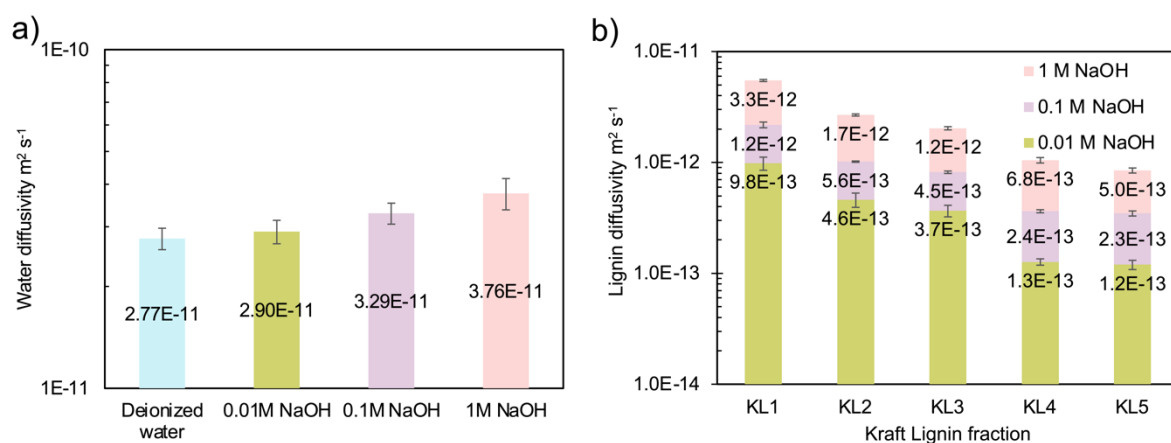 a)
Water diffusivity m² s⁻¹
1E-10
1E-11
2.77E-11
2.90E-11
3.29E-11
3.76E-11
Deionized
water
0.01M NaOH
0.1M NaOH
1M NaOH
b)
Lignin diffusivity m² s⁻¹
1.0E-11
1.0E-12
1.0E-13
1.0E-14
1 M NaOH
0.1 M NaOH
0.01 M NaOH
3.3E-12
1.2E-12
9.8E-13
1.7E-12
5.6E-13
4.6E-13
1.2E-12
4.5E-13
3.7E-13
6.8E-13
2.4E-13
1.3E-13
5.0E-13
2.3E-13
1.2E-13
KL1
KL2
KL3
KL4
KL5
Kraft Lignin fraction